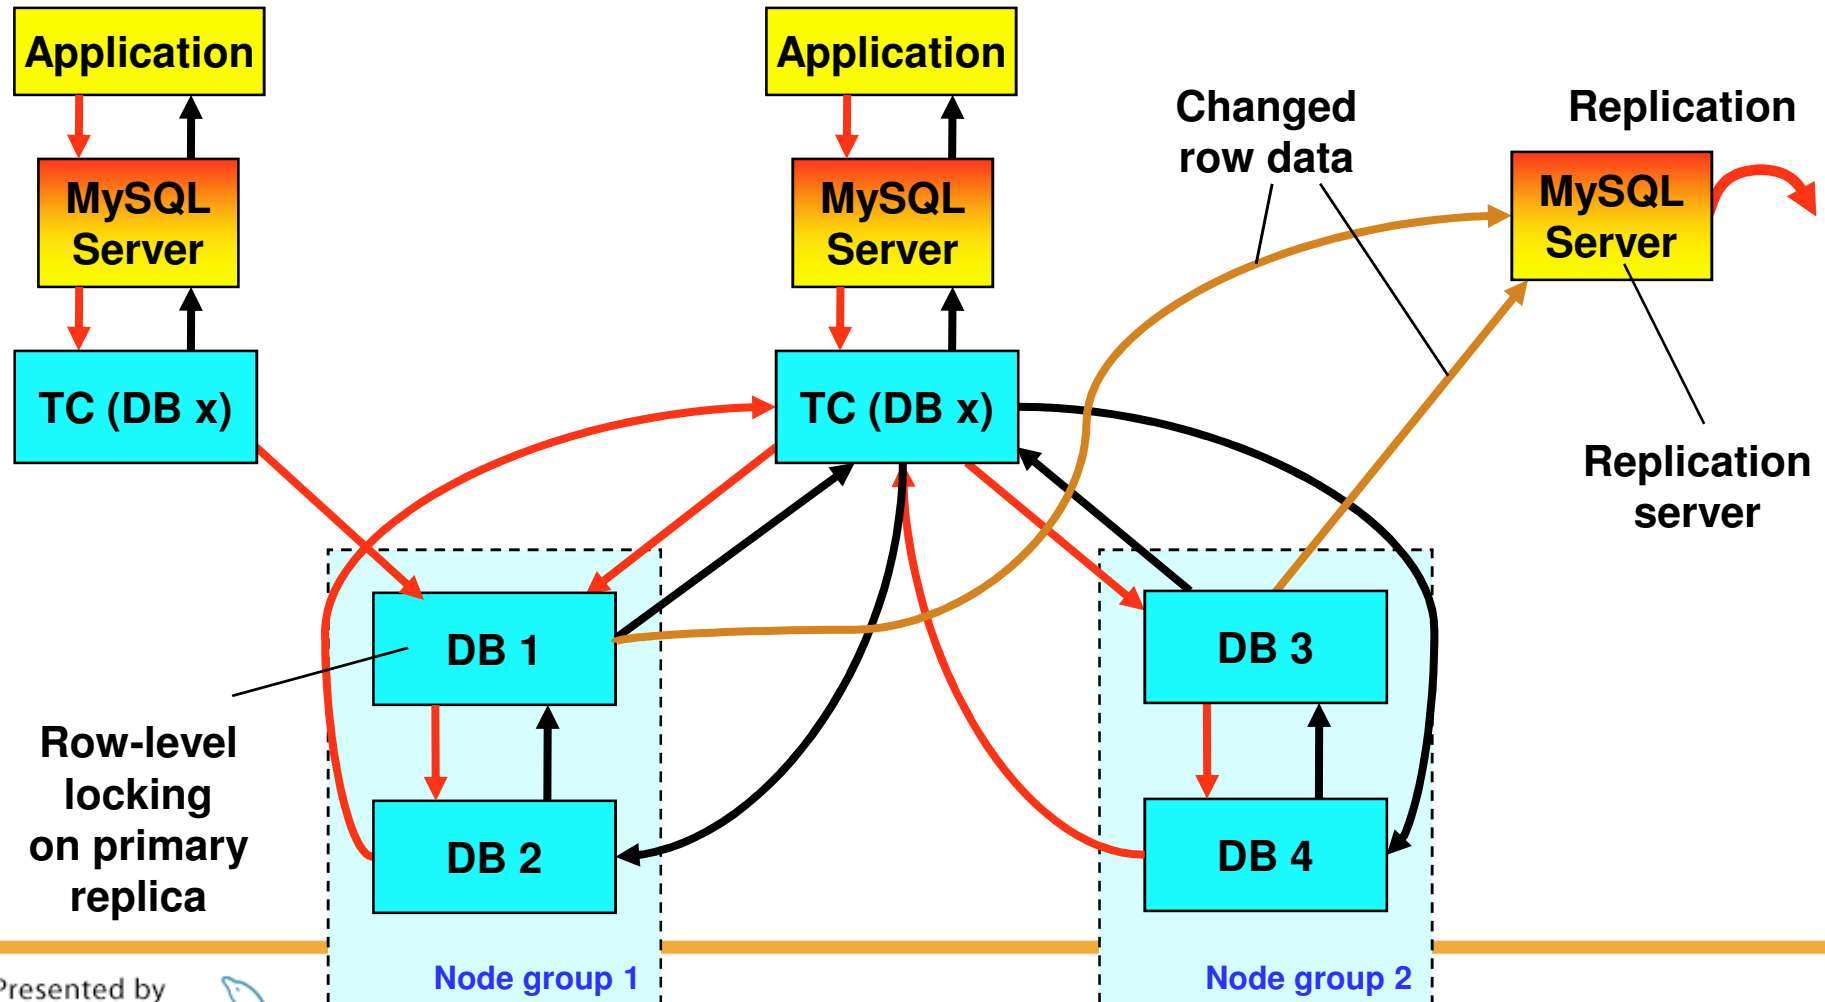 Application
Application
Changed
row data
Replication
MySQL
Server
MySQL
Server
MySQL
Server
TC (DB x)
TC (DB x)
Replication
server
DB 1
DB 3
Row-level
locking
on primary
replica
DB 2
DB 4
Node group 1
Node group 2
Presented by